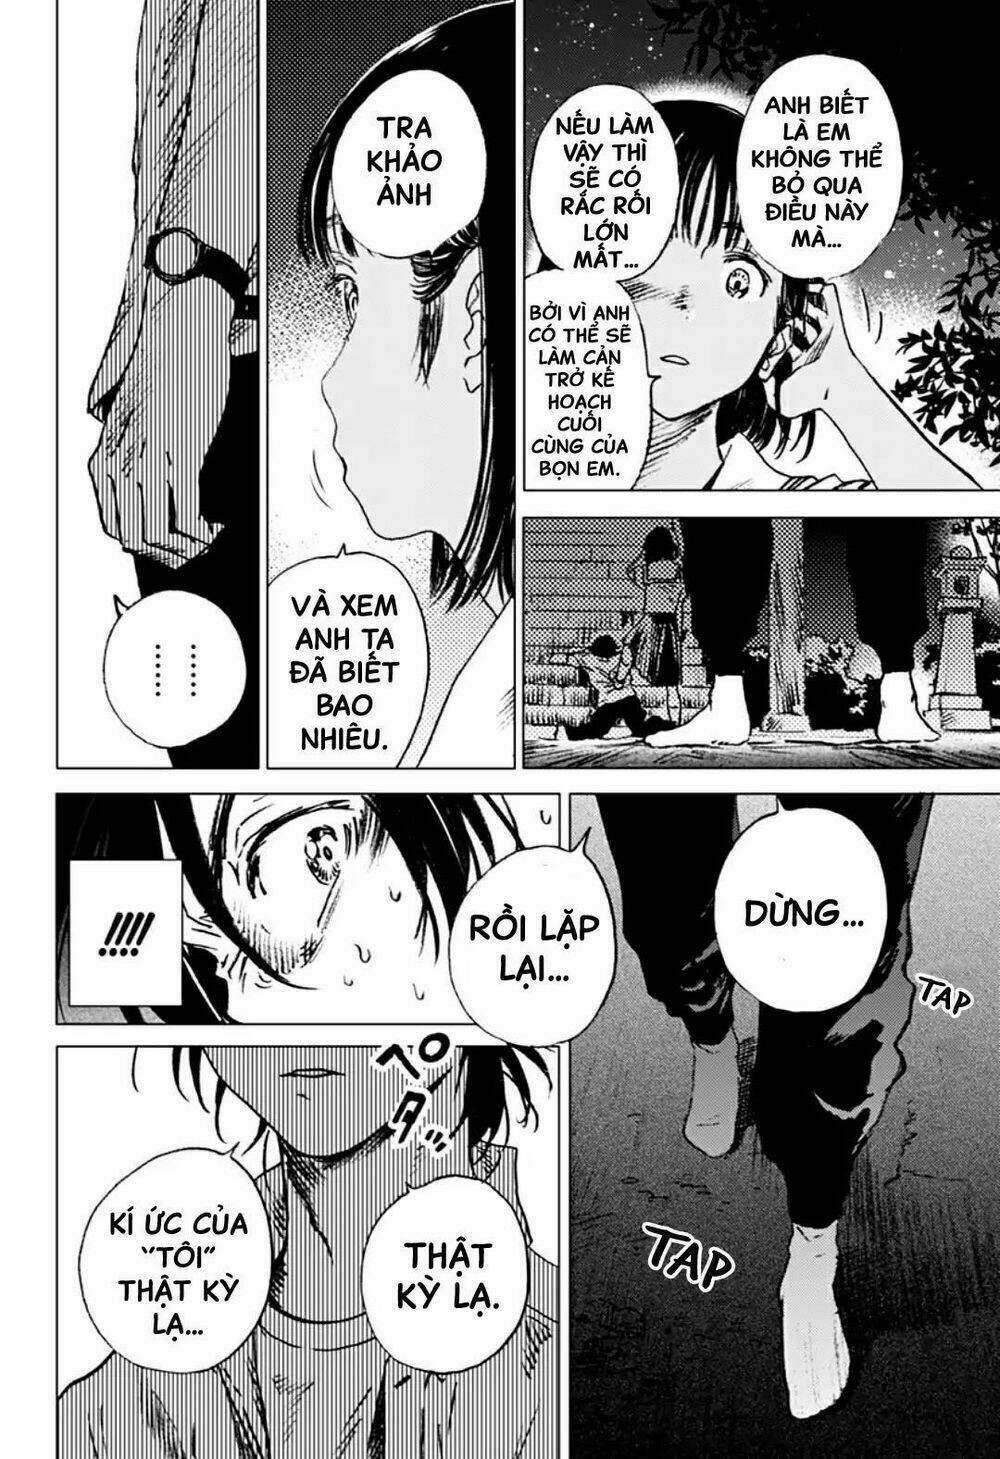 ANH BIẾT
LÀ EM
KHÔNG THỂ
BỎ QUA
ĐIỀU NÀY
MÀ...
NẾU LÀM
VẬY THÌ
SẼ CÓ
RẮC RỐI
LỚN
MẤT...
BỞI VÌ ANH
CÓ THỂ SẼ
LÀM CẢN
TRỞ KẾ
HOẠCH
CUỐI
CÙNG CỦA
BỌN EM.
TRA
KHẢO
ẢNH
VÀ XEM
ANH TA
ĐÃ BIẾT
BAO
NHIÊU.
......
......
DỪNG...
TAP
TAP
RỒI LẶP
LẠI...
!!!!!
ペタッ
THẬT
KỲ LẠ.
KÍ ỨC CỦA
“TÔI”
THẬT KỲ
LẠ...